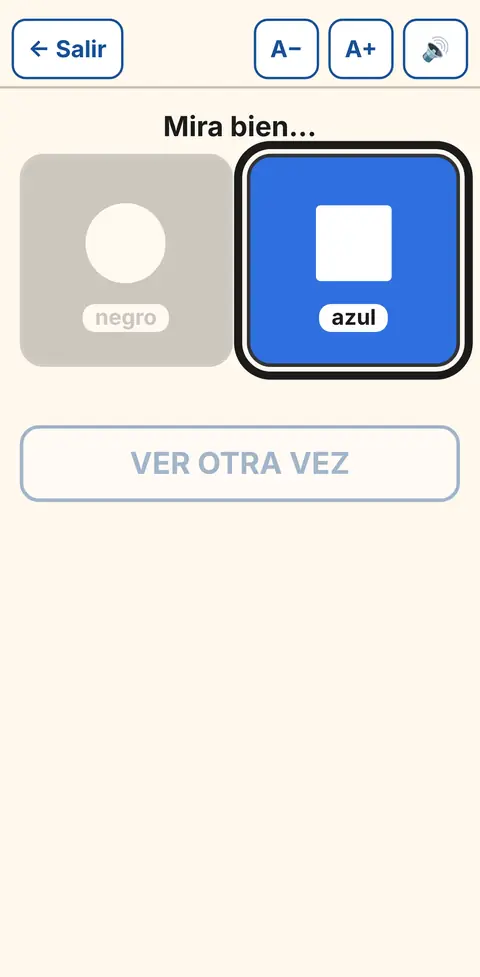 ← Salir A− A+
Mira bien...
negro azul
VER OTRA VEZ